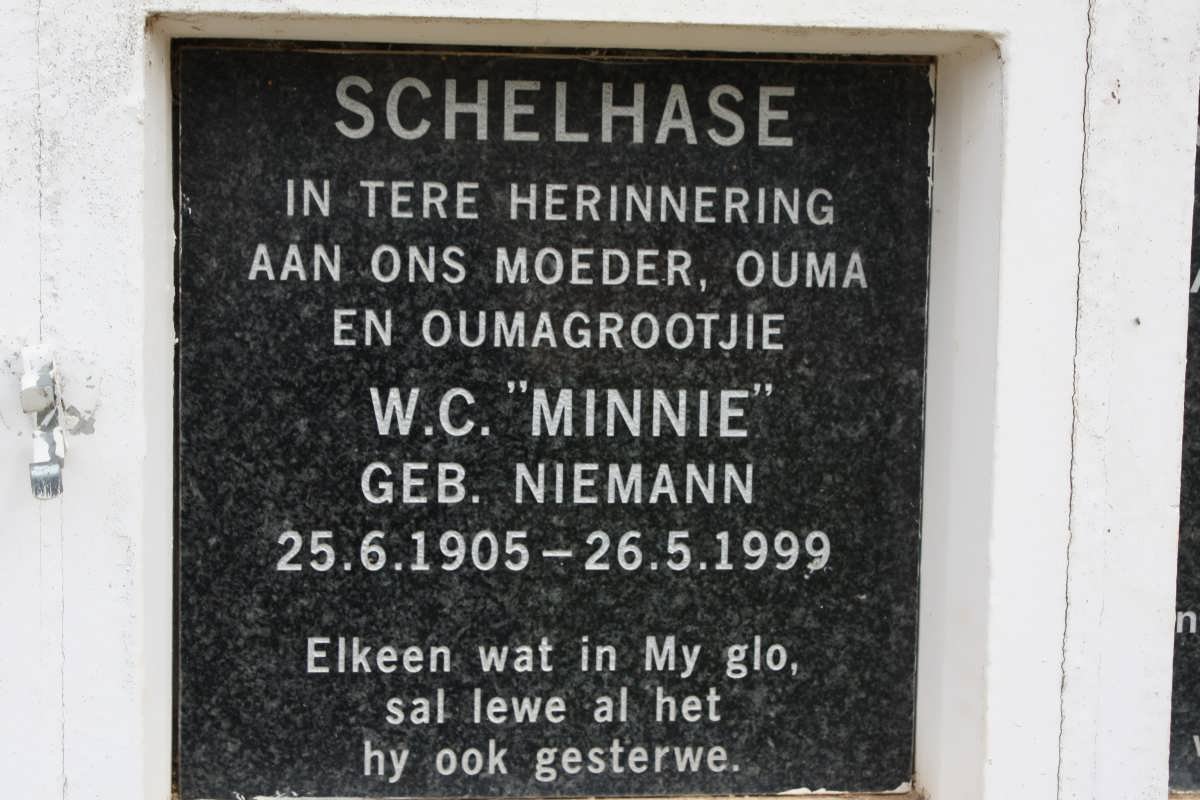 SCHELHASE
IN TERE HERINNERING
AAN ONS MOEDER, OUMA
EN OUMAGROOTJIE
W.C. "MINNIE"
GEB. NIEMANN
25.6.1905 – 26.5.1999
Elkeen wat in My glo,
sal lewe al het
hy ook gesterwe.